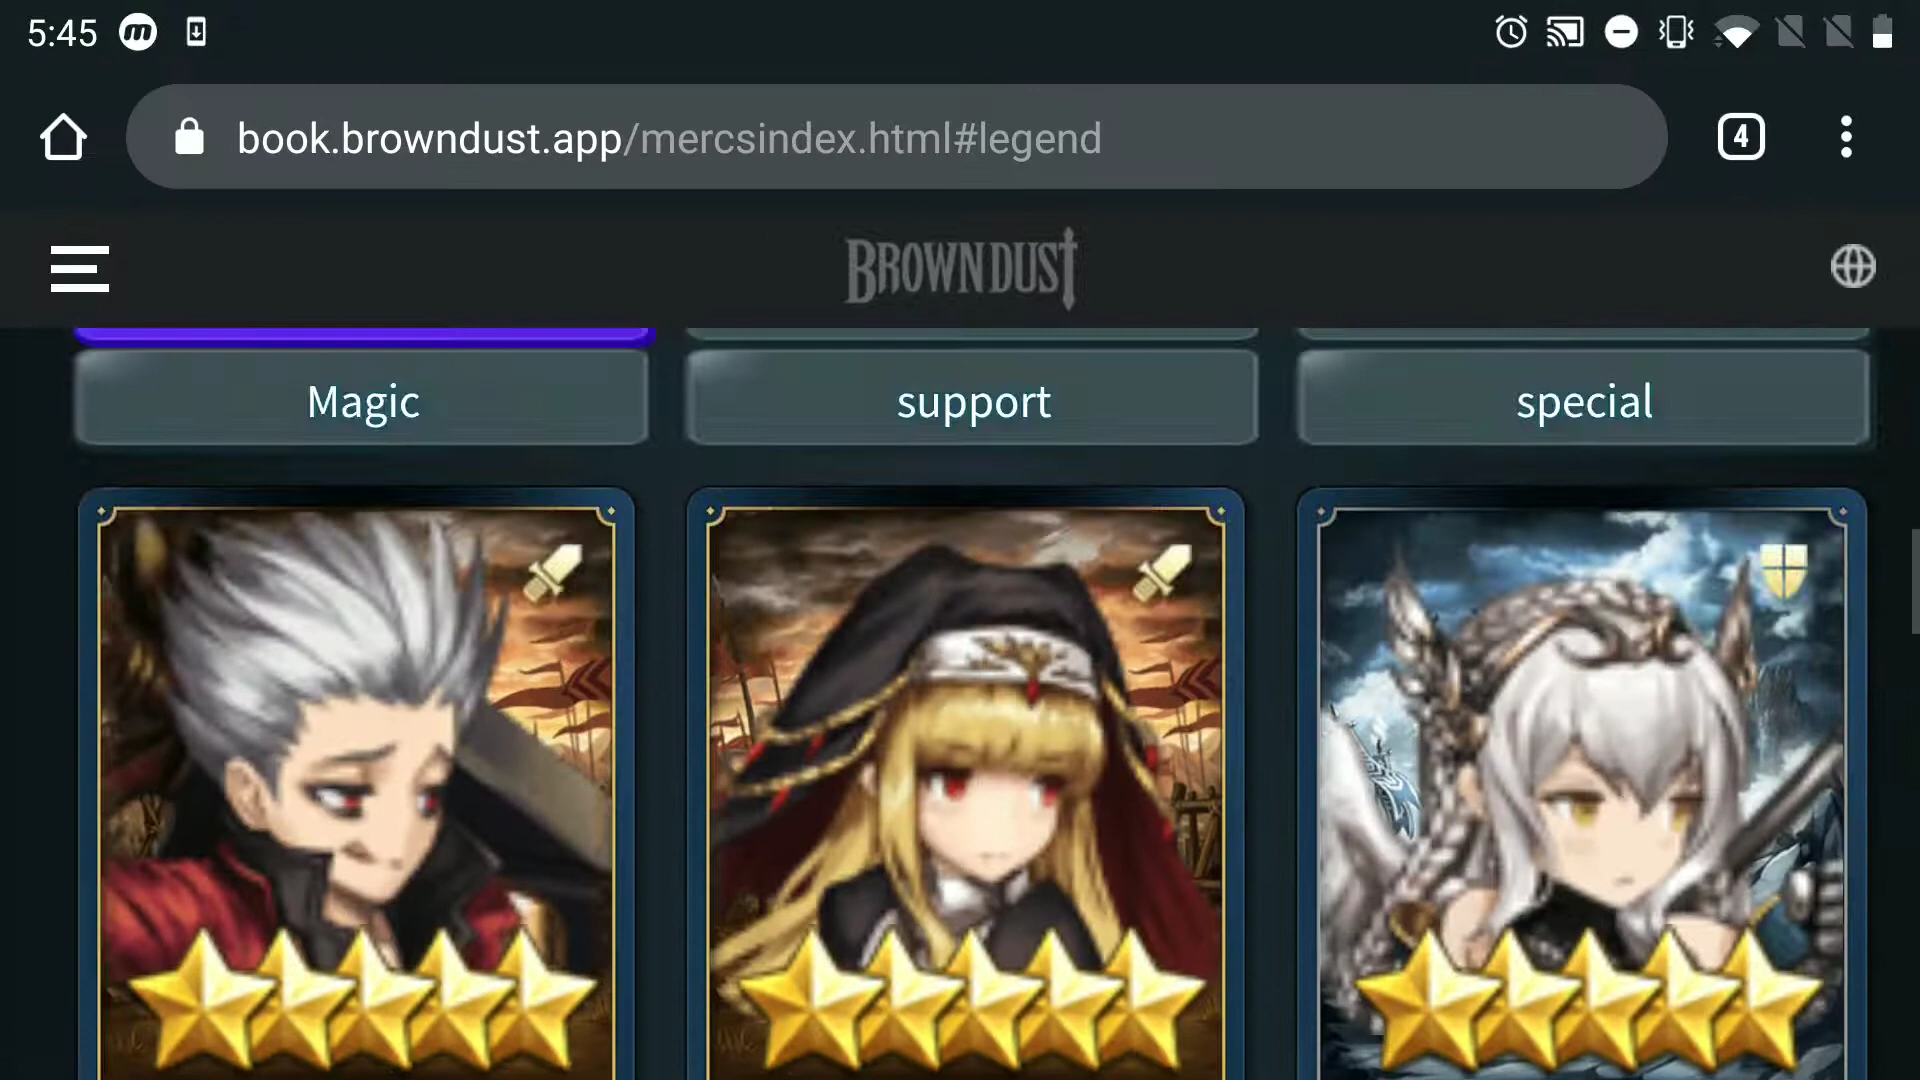 5:45
book.browndust.app/mercsindex.html#legend
4
BROWN DUST
Magic
support
special